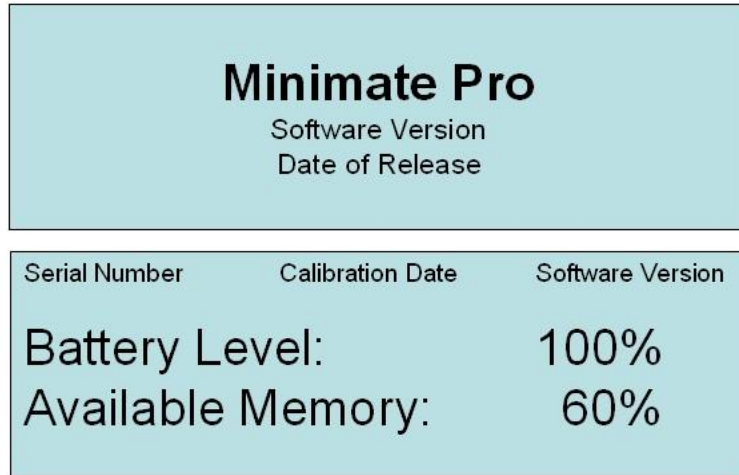 Minimate Pro
Software Version
Date of Release
Serial Number Calibration Date Software Version
Battery Level: 100%
Available Memory: 60%